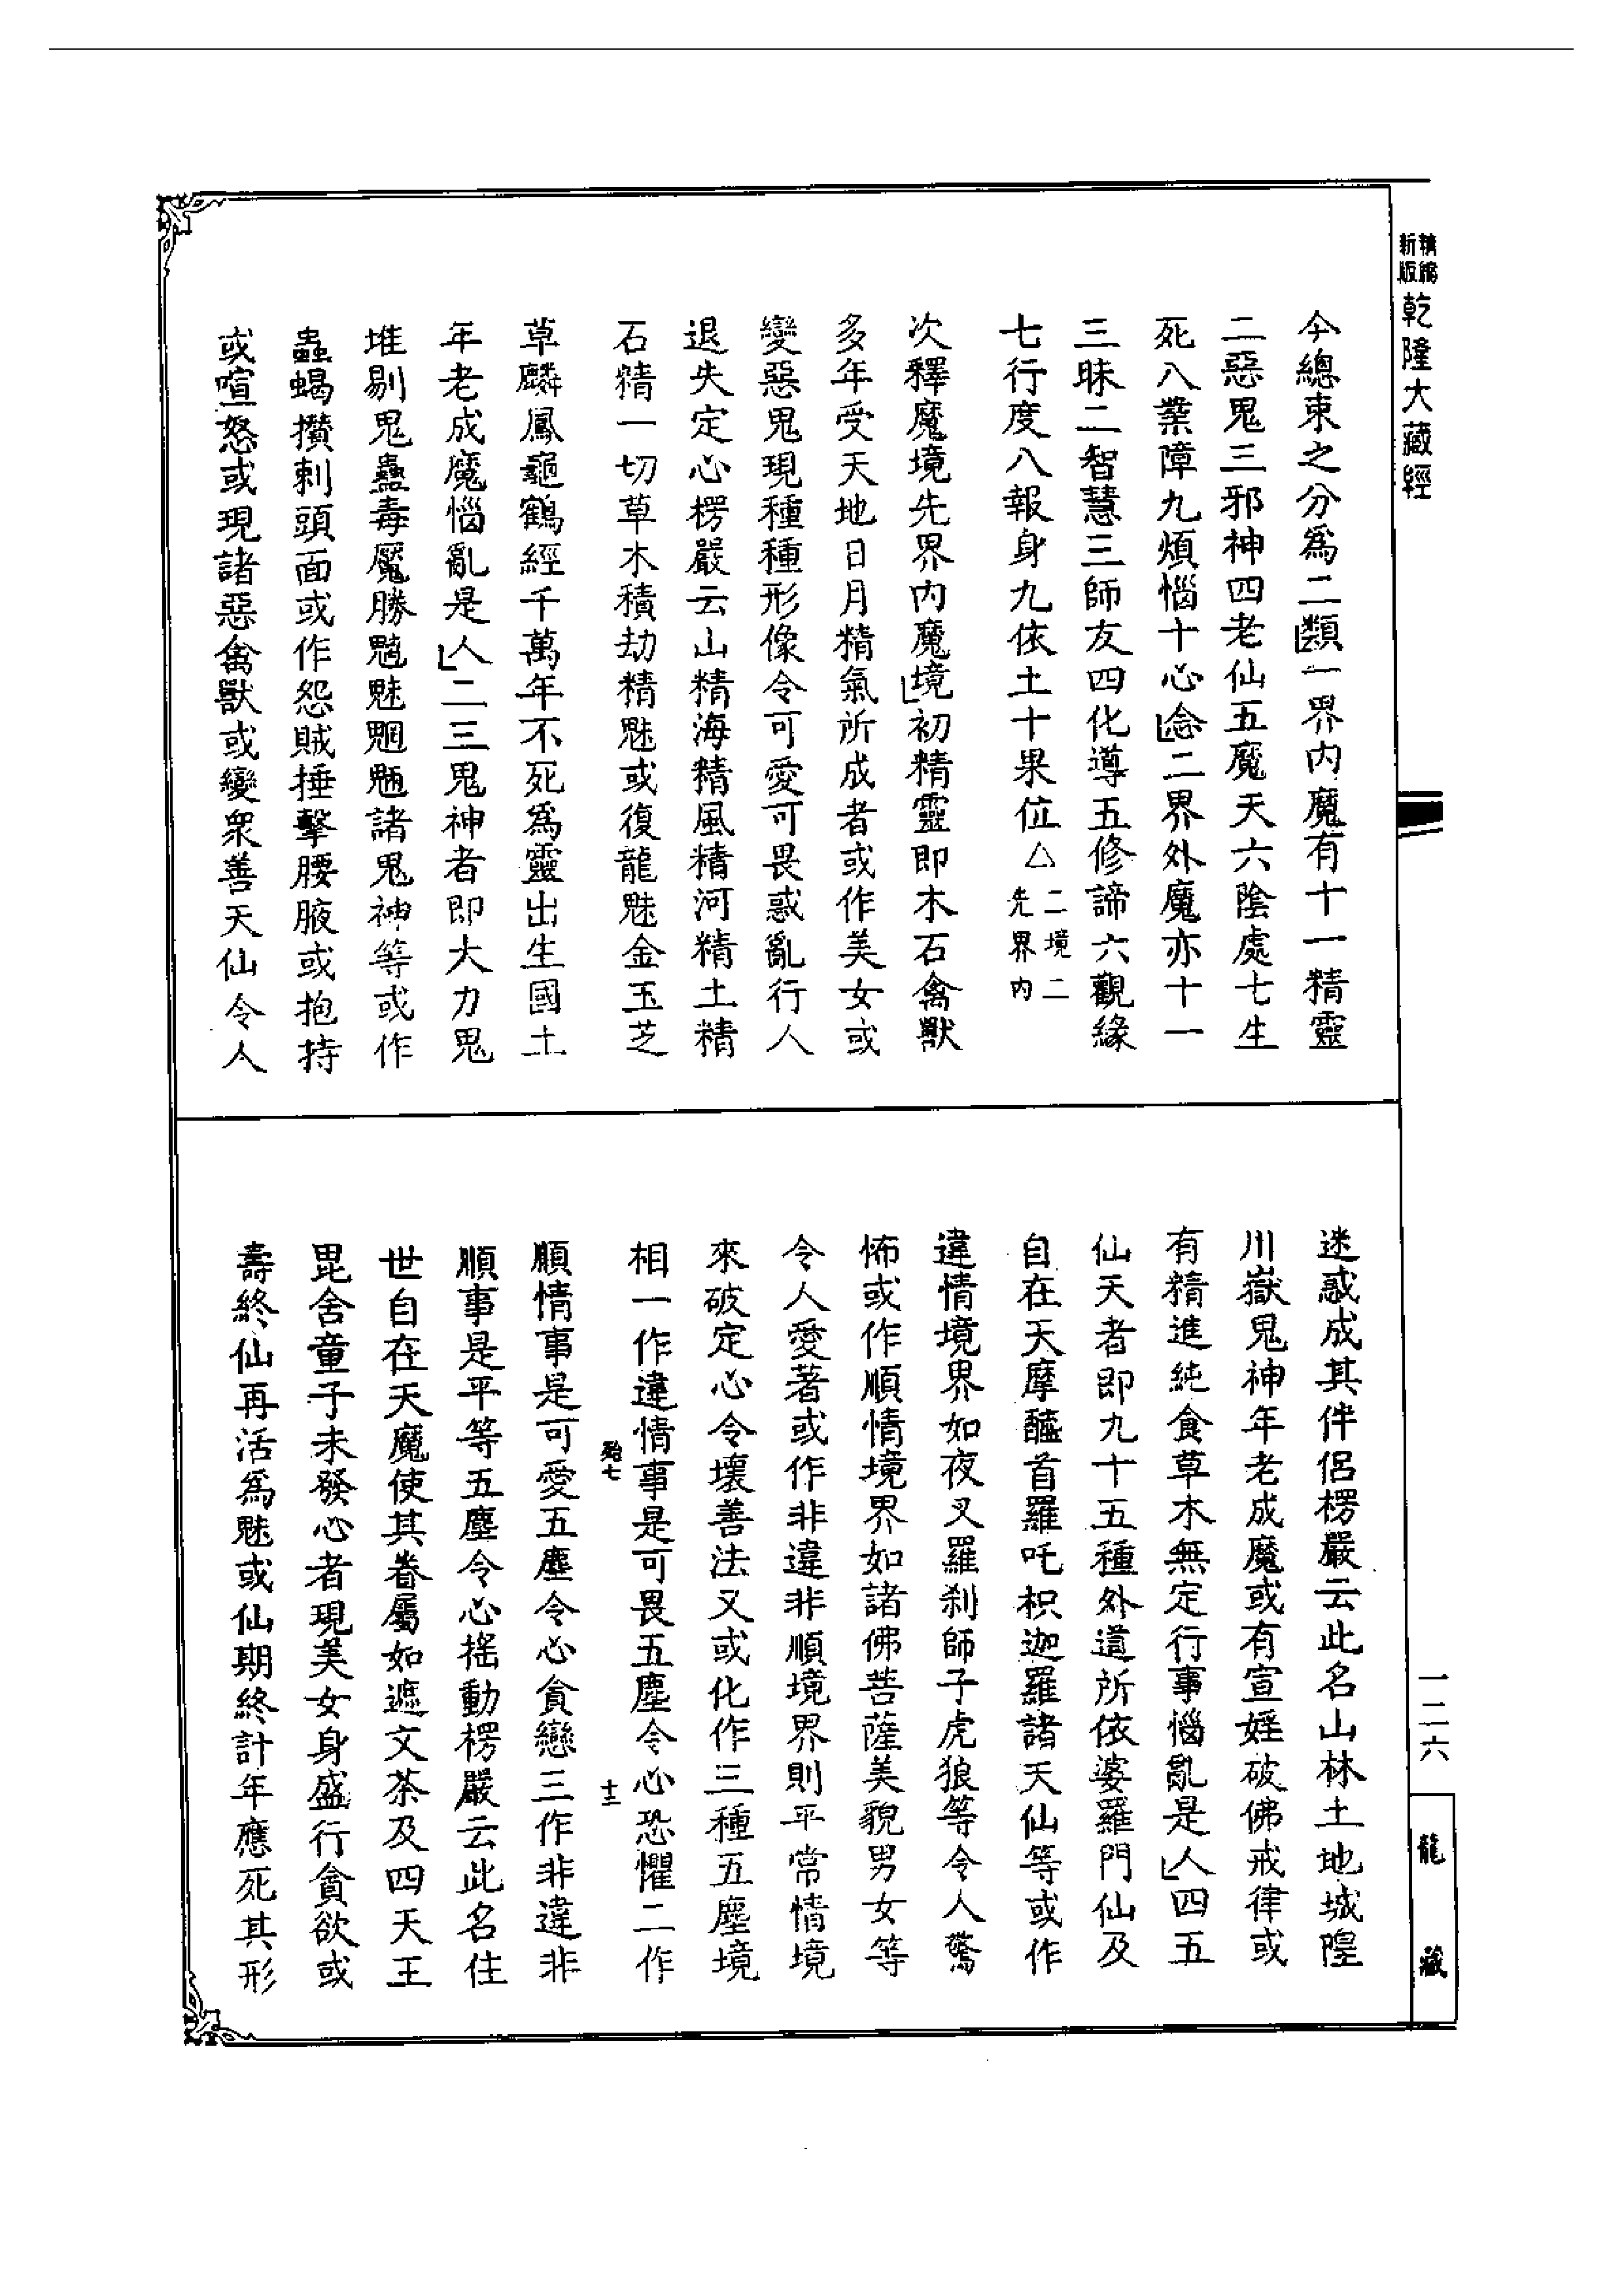 精編
新版
乾隆大藏經
今總束之分為二類一界內魔有十一精靈
二惡鬼三邪神四老仙五魔天六陰處七生
死八業障九煩惱十心念二界外魔亦十一
三昧二智慧三師友四化導五修諦六觀緣
七行度八報身九依土十果位△二境二先界內
次釋魔境先界內魔境初精靈即木石禽獸
多年受天地日月精氣所成者或作美女或
變惡鬼現種種形像令可愛可畏惑亂行人
退失定心楞嚴云山精海精風精河精土精
石精一切草木積劫精魅或復龍魅金玉芝
草麟鳳龜鶴經千萬年不死為靈出生國土
年老成魔惱亂是人二三鬼神者即大力鬼
堆剔鬼蠱毒魘勝魑魅魍魎諸鬼神等或作
蟲蝎攢刺頭面或作怨賊捶擊腰腋或抱持
或喧怒或現諸惡禽獸或變眾善天仙令人
迷惑成其伴侶楞嚴云此名山林土地城隍
川嶽鬼神年老成魔或有宣婬破佛戒律或
有精進純食草木無定行事惱亂是人四五
仙天者即九十五種外道所依婆羅門仙及
自在天摩醯首羅吒枳迦羅諸天仙等或作
違情境界如夜叉羅剎師子虎狼等令人驚
怖或作順情境界如諸佛菩薩美貌男女等
令人愛著或作非違非順境界則平常情境
來破定心令壞善法又或化作三種五塵境
相一作違情事是可畏五塵令心恐懼二作
殆七
十三
順情事是可愛五塵令心貪戀三作非違非
順事是平等五塵令心搖動楞嚴云此名住
世自在天魔使其眷屬如遮文茶及四天王
毘舍童子未發心者現美女身盛行貪欲或
壽終仙再活為魅或仙期終計年應死其形
一二六
龍藏